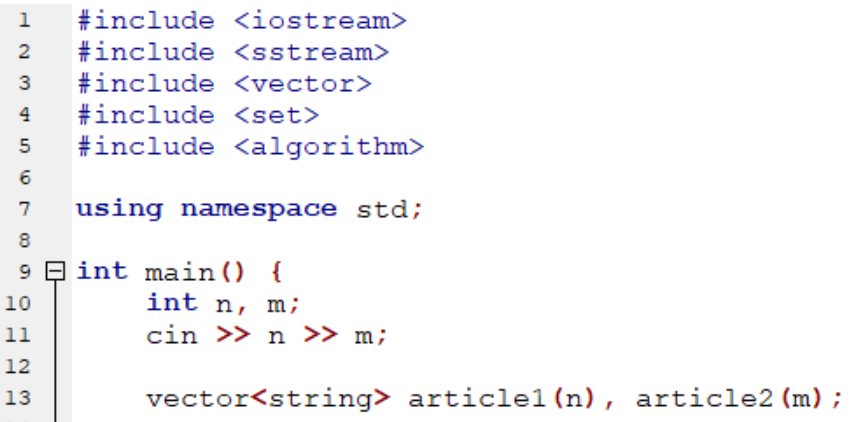 1 #include <iostream>
2 #include <sstream>
3 #include <vector>
4 #include <set>
5 #include <algorithm>
6
7 using namespace std;
8
9 int main() {
10 int n, m;
11 cin >> n >> m;
12
13 vector<string> article1(n), article2(m);